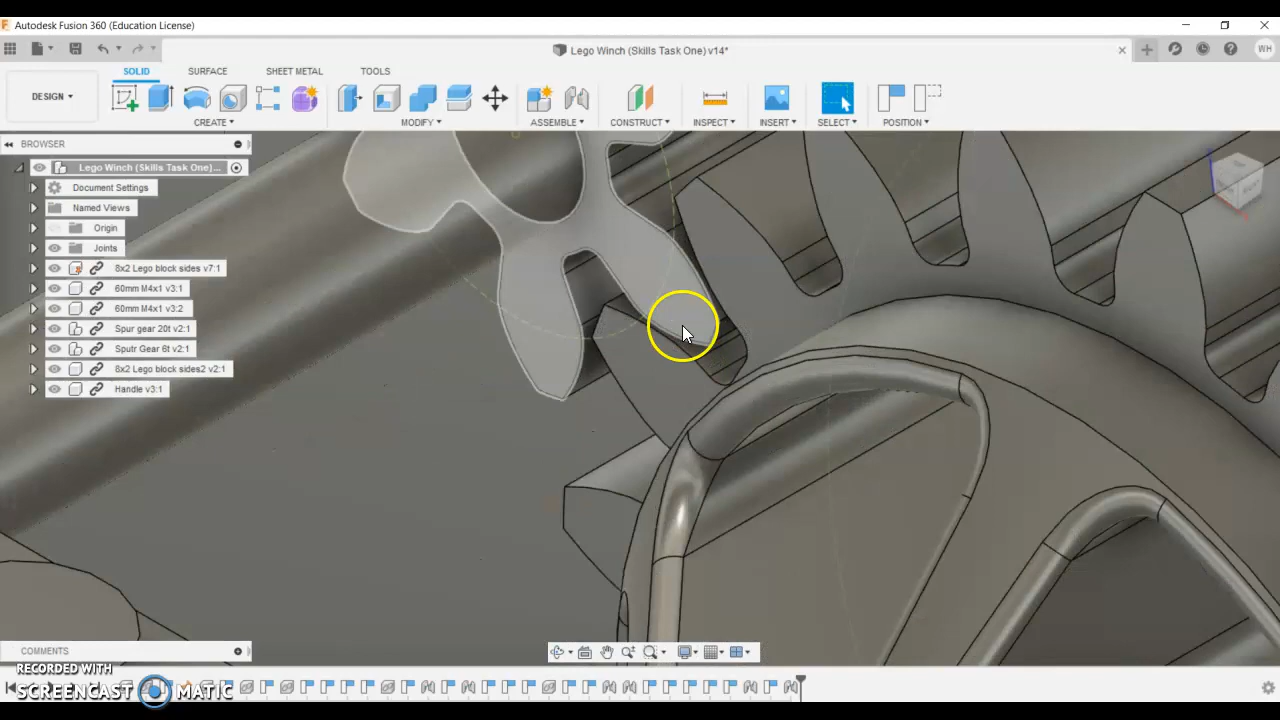 Autodesk Fusion 360 (Education License)
Lego Winch (Skills Task One) v14*
WH
SOLID SURFACE SHEET METAL TOOLS
DESIGN
CREATE MODIFY ASSEMBLE CONSTRUCT INSPECT INSERT SELECT POSITION
BROWSER
Lego Winch (Skills Task One)...
Document Settings
Named Views
Origin
Joints
8x2 Lego block sides v7:1
60mm M4x1 v3:1
60mm M4x1 v3:2
Spur gear 20t v2:1
Sputr Gear 6t v2:1
8x2 Lego block sides2 v2:1
Handle v3:1
COMMENTS
RECORDED WITH
SCREENCAST MATIC